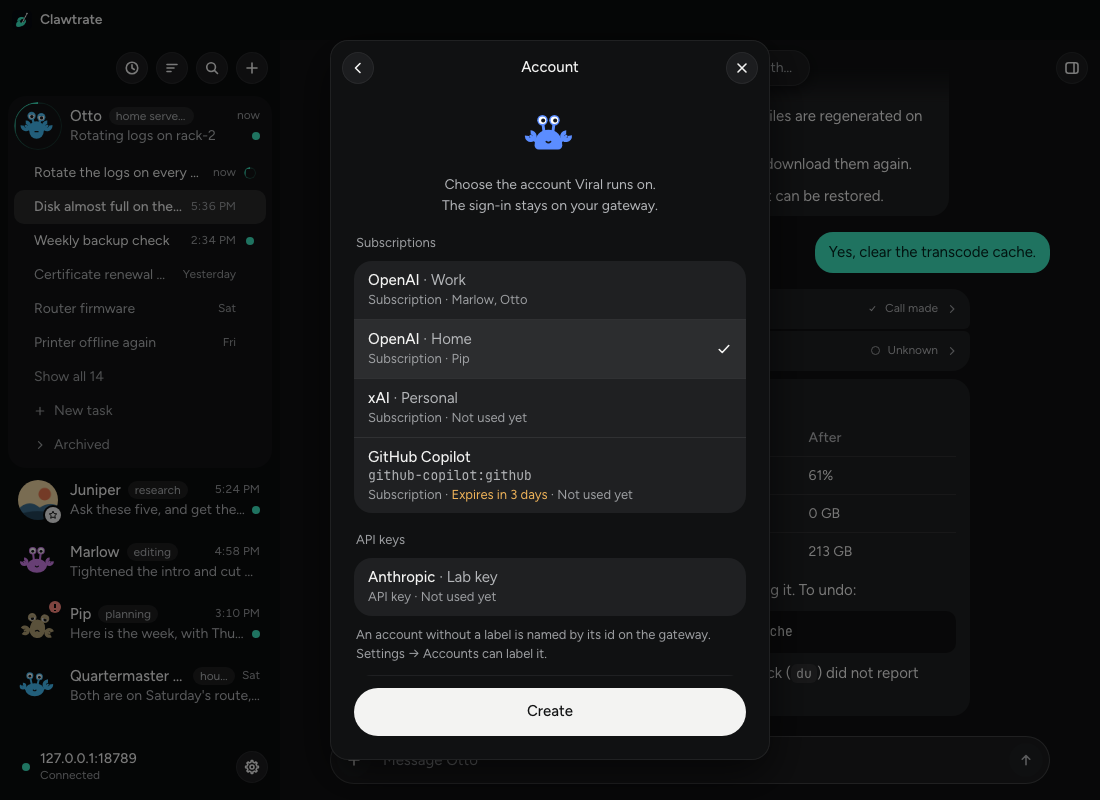 Clawtrate
Otto home serve... now
Rotating logs on rack-2
Rotate the logs on every ... now
Disk almost full on the... 5:36 PM
Weekly backup check 2:34 PM
Certificate renewal ... Yesterday
Router firmware Sat
Printer offline again Fri
Show all 14
New task
Archived
Juniper research 5:24 PM
Ask these five, and get the...
Marlow editing 4:58 PM
Tightened the intro and cut ...
Pip planning 3:10 PM
Here is the week, with Thu...
Quartermaster ... hou... Sat
Both are on Saturday's route,...
127.0.0.1:18789
Connected
Account
Choose the account Viral runs on.
The sign-in stays on your gateway.
Subscriptions
OpenAI · Work
Subscription · Marlow, Otto
OpenAI · Home
Subscription · Pip
xAI · Personal
Subscription · Not used yet
GitHub Copilot
github-copilot:github
Subscription · Expires in 3 days · Not used yet
API keys
Anthropic · Lab key
API key · Not used yet
An account without a label is named by its id on the gateway.
Settings → Accounts can label it.
Create
th...
iles are regenerated on
download them again.
t can be restored.
Yes, clear the transcode cache.
Call made
Unknown
After
61%
0 GB
213 GB
g it. To undo:
che
ck ( du ) did not report
Message Otto